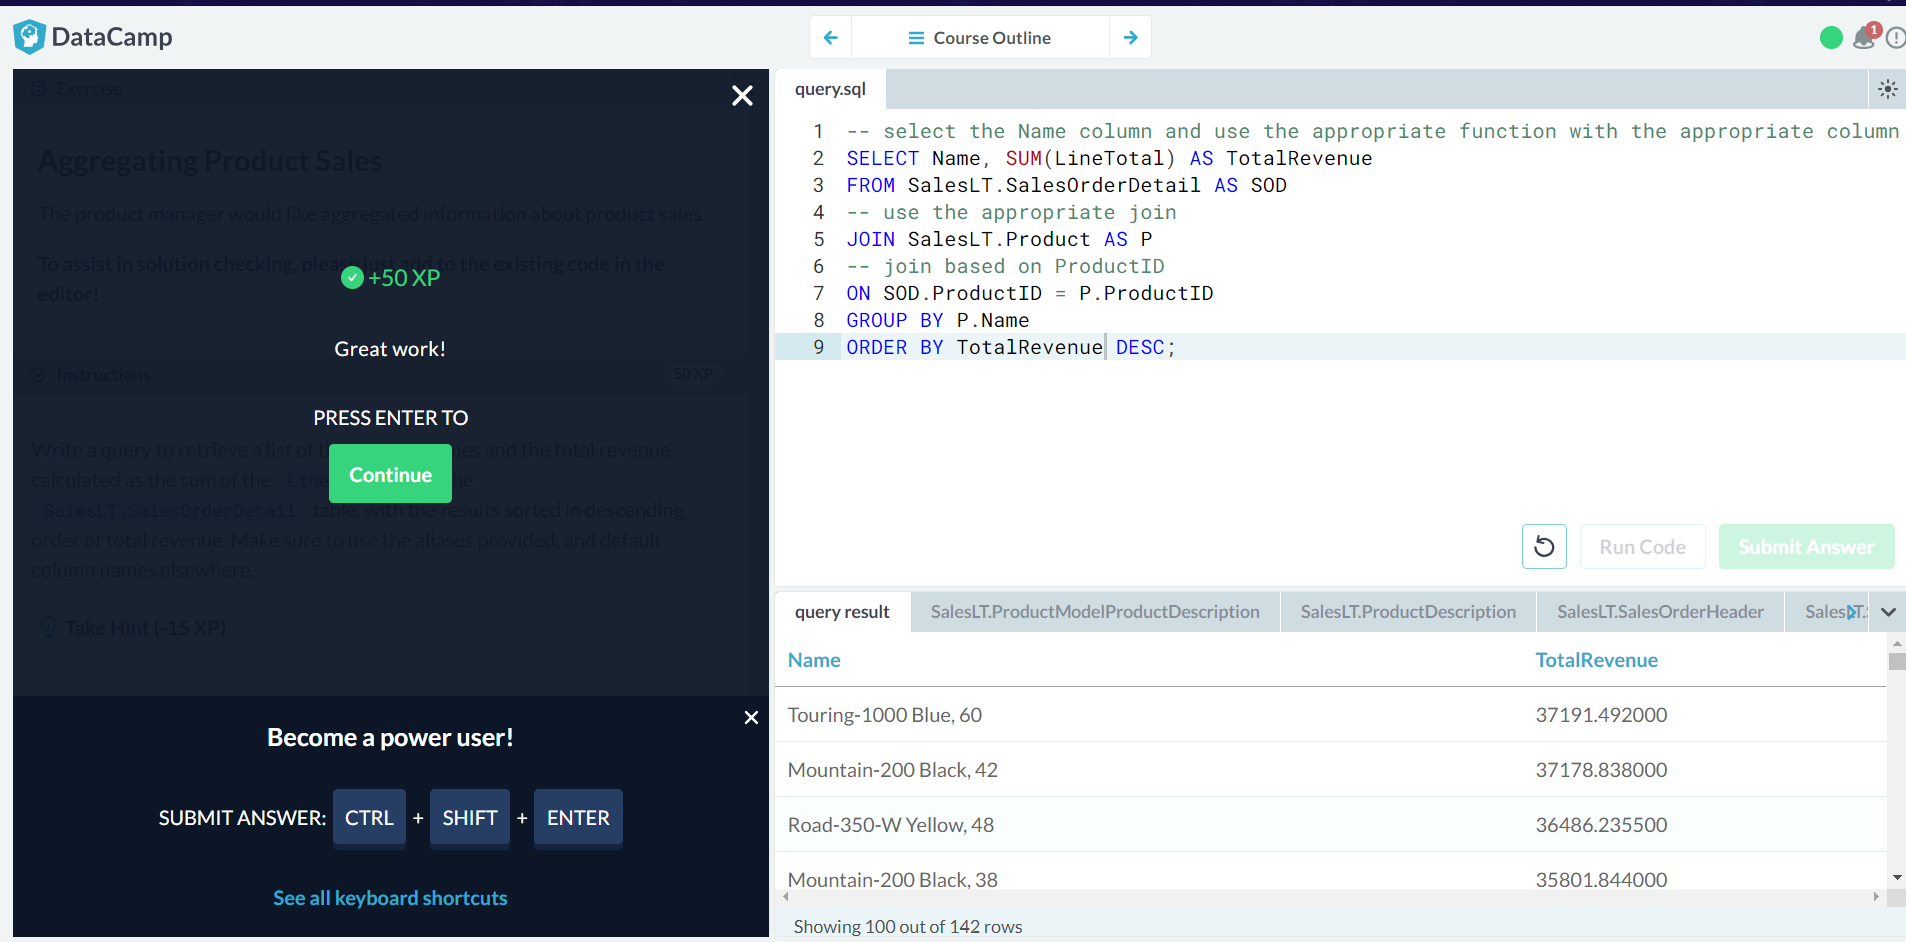 DataCamp
Course Outline
1
Exercise
Aggregating Product Sales
The product manager would like aggregated information about product sales.
To assist in solution checking, please just add to the existing code in the
editor!
+50 XP
Great work!
Instructions
50 XP
PRESS ENTER TO
Write a query to retrieve a list of and the total revenue
Continue
calculated as the sum of the
SalesLT.SalesOrderDetail table, with the results sorted in descending
order of total revenue. Make sure to use the aliases provided, and default
column names elsewhere.
Take Hint (-15 XP)
Become a power user!
SUBMIT ANSWER: CTRL + SHIFT + ENTER
See all keyboard shortcuts
query.sql
1 -- select the Name column and use the appropriate function with the appropriate column
2 SELECT Name, SUM(LineTotal) AS TotalRevenue
3 FROM SalesLT.SalesOrderDetail AS SOD
4 -- use the appropriate join
5 JOIN SalesLT.Product AS P
6 -- join based on ProductID
7 ON SOD.ProductID = P.ProductID
8 GROUP BY P.Name
9 ORDER BY TotalRevenue DESC;
Run Code
Submit Answer
query result SalesLT.ProductModelProductDescription SalesLT.ProductDescription SalesLT.SalesOrderHeader
Name TotalRevenue
Touring-1000 Blue, 60 37191.492000
Mountain-200 Black, 42 37178.838000
Road-350-W Yellow, 48 36486.235500
Mountain-200 Black, 38 35801.844000
Showing 100 out of 142 rows